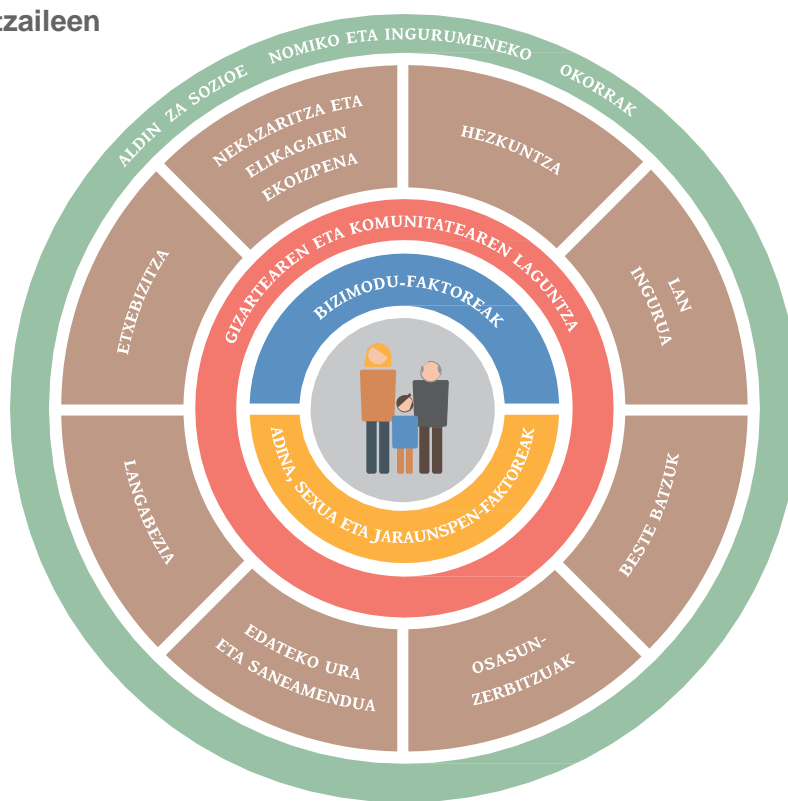 tzaileen
ALDIN ZA SOZIOE NOMIKO ETA INGURUMENEKO OKORRAK
NEKAZARITZA ETA
ELIKAGAIEN
EKOIZPENA
HEZKUNTZA
LAN
INGURUA
BESTE BATZUK
OSASUN-
ZERBITZUAK
EDATEKO URA
ETA SANEAMENDUA
LANGABEZIA
ETXEBIZITZA
GIZARTEAREN ETA KOMUNITATEAREN LAGUNTZA
BIZIMODU-FAKTOREAK
ADINA, SEXUA ETA JARAUNSPEN-FAKTOREAK